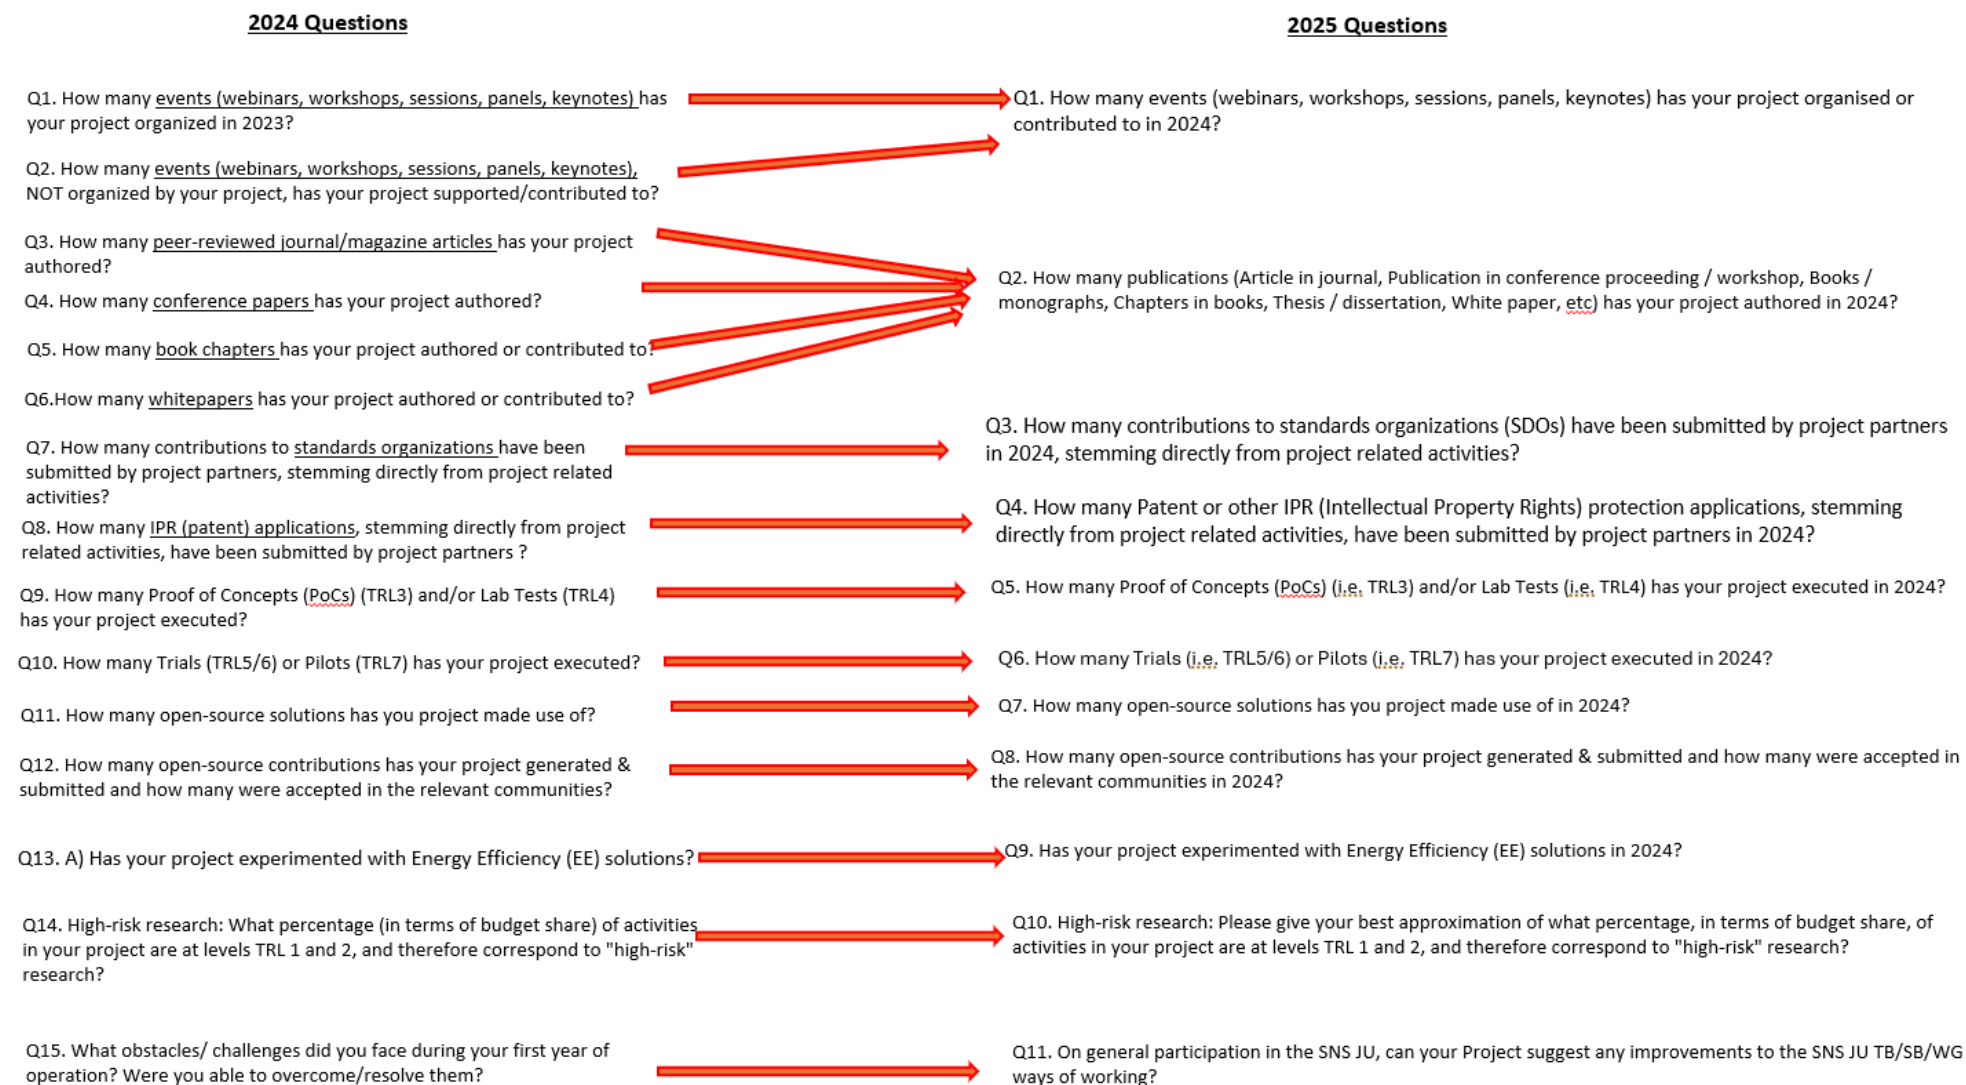 2024 Questions
Q1. How many events (webinars, workshops, sessions, panels, keynotes) has
your project organized in 2023?
Q2. How many events (webinars, workshops, sessions, panels, keynotes),
NOT organized by your project, has your project supported/contributed to?
Q3. How many peer-reviewed journal/magazine articles has your project
authored?
Q4. How many conference papers has your project authored?
Q5. How many book chapters has your project authored or contributed to?
Q6.How many whitepapers has your project authored or contributed to?
Q7. How many contributions to standards organizations have been
submitted by project partners, stemming directly from project related
activities?
Q8. How many IPR (patent) applications, stemming directly from project
related activities, have been submitted by project partners ?
Q9. How many Proof of Concepts (PoCs) (TRL3) and/or Lab Tests (TRL4)
has your project executed?
Q10. How many Trials (TRL5/6) or Pilots (TRL7) has your project executed?
Q11. How many open-source solutions has you project made use of?
Q12. How many open-source contributions has your project generated &
submitted and how many were accepted in the relevant communities?
Q13. A) Has your project experimented with Energy Efficiency (EE) solutions?
Q14. High-risk research: What percentage (in terms of budget share) of activities
in your project are at levels TRL 1 and 2, and therefore correspond to "high-risk"
research?
Q15. What obstacles/ challenges did you face during your first year of
operation? Were you able to overcome/resolve them?
2025 Questions
Q1. How many events (webinars, workshops, sessions, panels, keynotes) has your project organised or
contributed to in 2024?
Q2. How many publications (Article in journal, Publication in conference proceeding / workshop, Books /
monographs, Chapters in books, Thesis / dissertation, White paper, etc) has your project authored in 2024?
Q3. How many contributions to standards organizations (SDOs) have been submitted by project partners
in 2024, stemming directly from project related activities?
Q4. How many Patent or other IPR (Intellectual Property Rights) protection applications, stemming
directly from project related activities, have been submitted by project partners in 2024?
Q5. How many Proof of Concepts (PoCs) (i.e. TRL3) and/or Lab Tests (i.e. TRL4) has your project executed in 2024?
Q6. How many Trials (i.e. TRL5/6) or Pilots (i.e. TRL7) has your project executed in 2024?
Q7. How many open-source solutions has you project made use of in 2024?
Q8. How many open-source contributions has your project generated & submitted and how many were accepted in
the relevant communities in 2024?
Q9. Has your project experimented with Energy Efficiency (EE) solutions in 2024?
Q10. High-risk research: Please give your best approximation of what percentage, in terms of budget share, of
activities in your project are at levels TRL 1 and 2, and therefore correspond to "high-risk" research?
Q11. On general participation in the SNS JU, can your Project suggest any improvements to the SNS JU TB/SB/WG
ways of working?